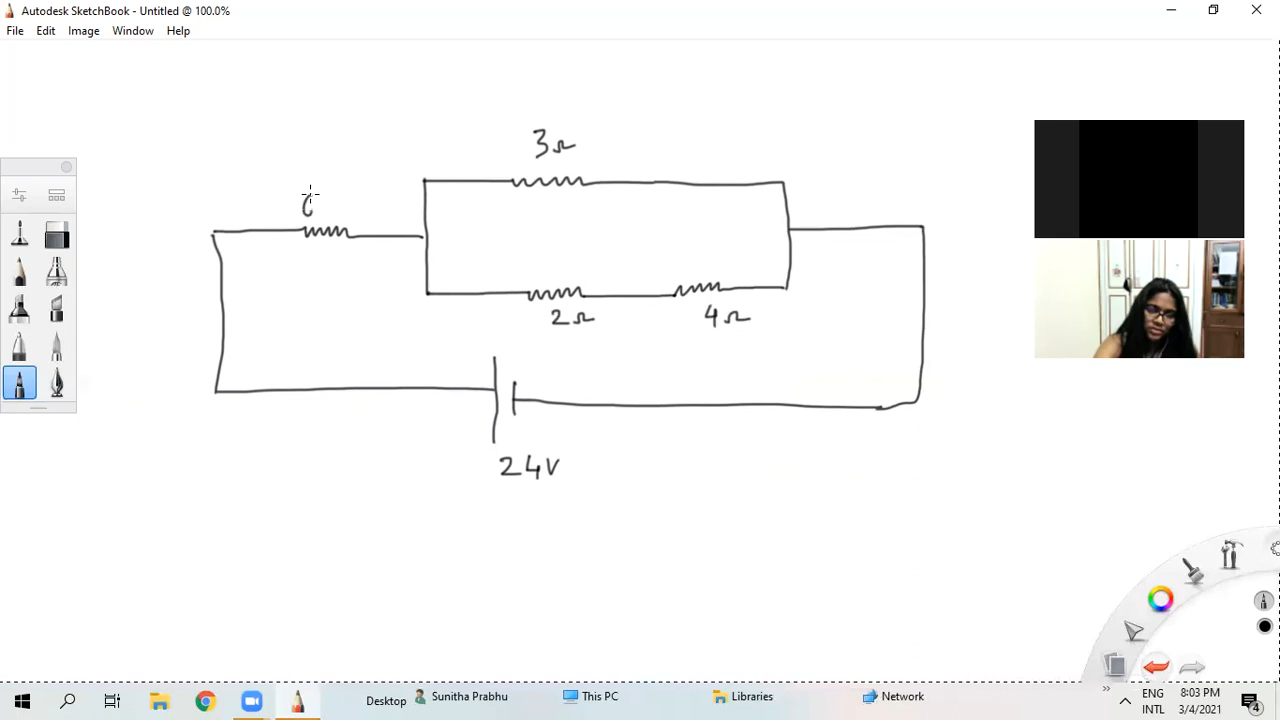 Autodesk SketchBook - Untitled @ 100.0%
File Edit Image Window Help
3Ω
2Ω
4Ω
24V
Desktop
Sunitha Prabhu
This PC
Libraries
Network
»
ENG
INTL
8:03 PM
3/4/2021
4